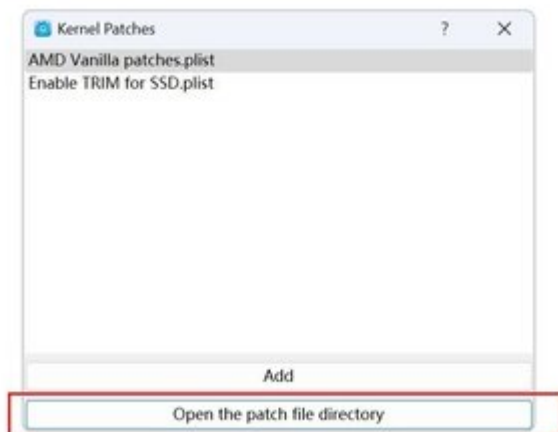 Kernel Patches
AMD Vanilla patches.plist
Enable TRIM for SSD.plist
Add
Open the patch file directory